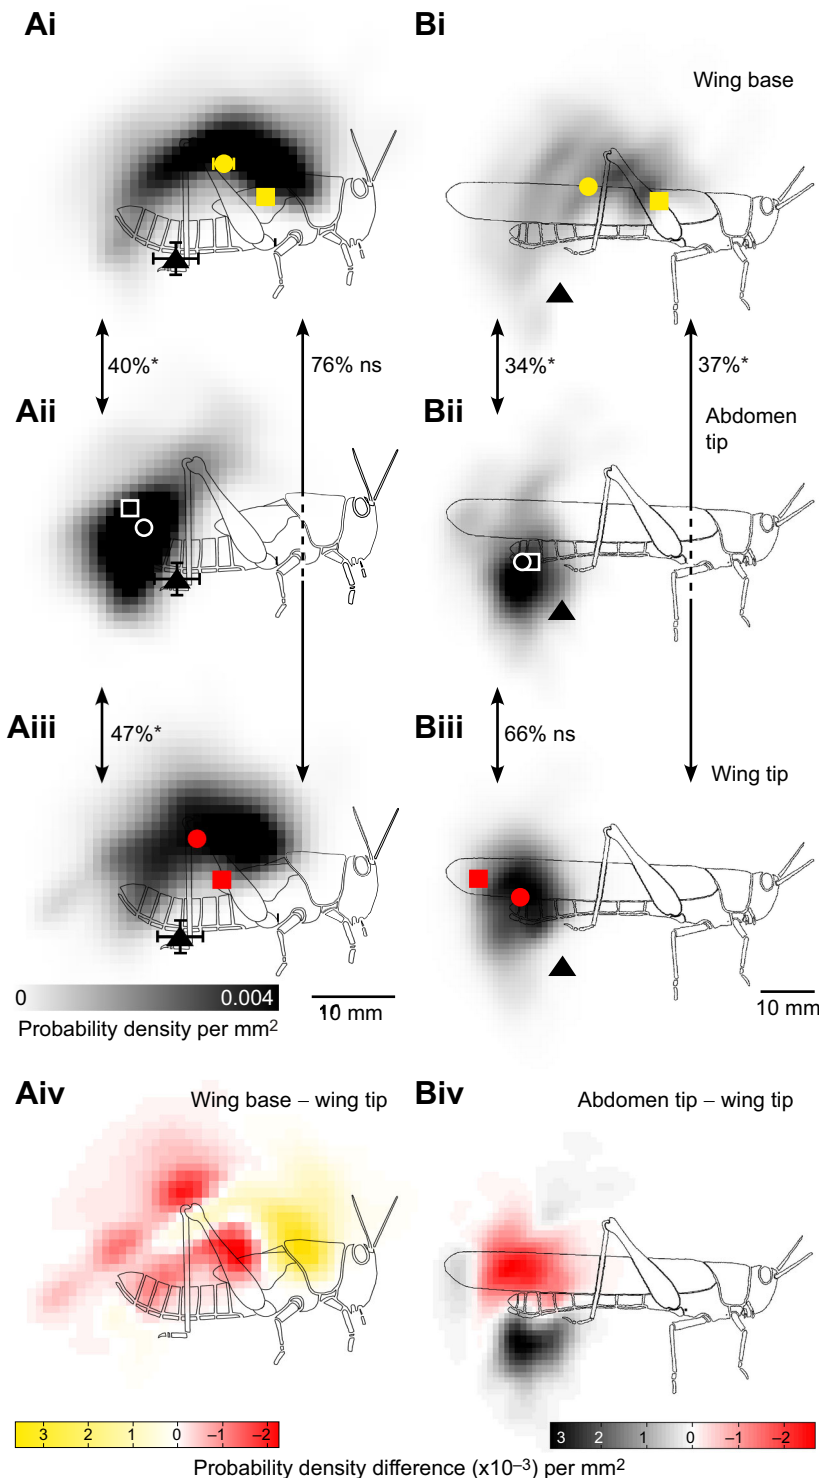 Ai
Bi
Wing base
40%*
76% ns
34%*
37%*
Aii
Bii
Abdomen
tip
Aiii
47%*
Biii
66% ns
Wing tip
0 0.004
Probability density per mm2
10 mm
10 mm
Aiv
Wing base – wing tip
Biv
Abdomen tip – wing tip
3 2 1 0 –1 –2
3 2 1 0 –1 –2
Probability density difference (x10–3) per mm2